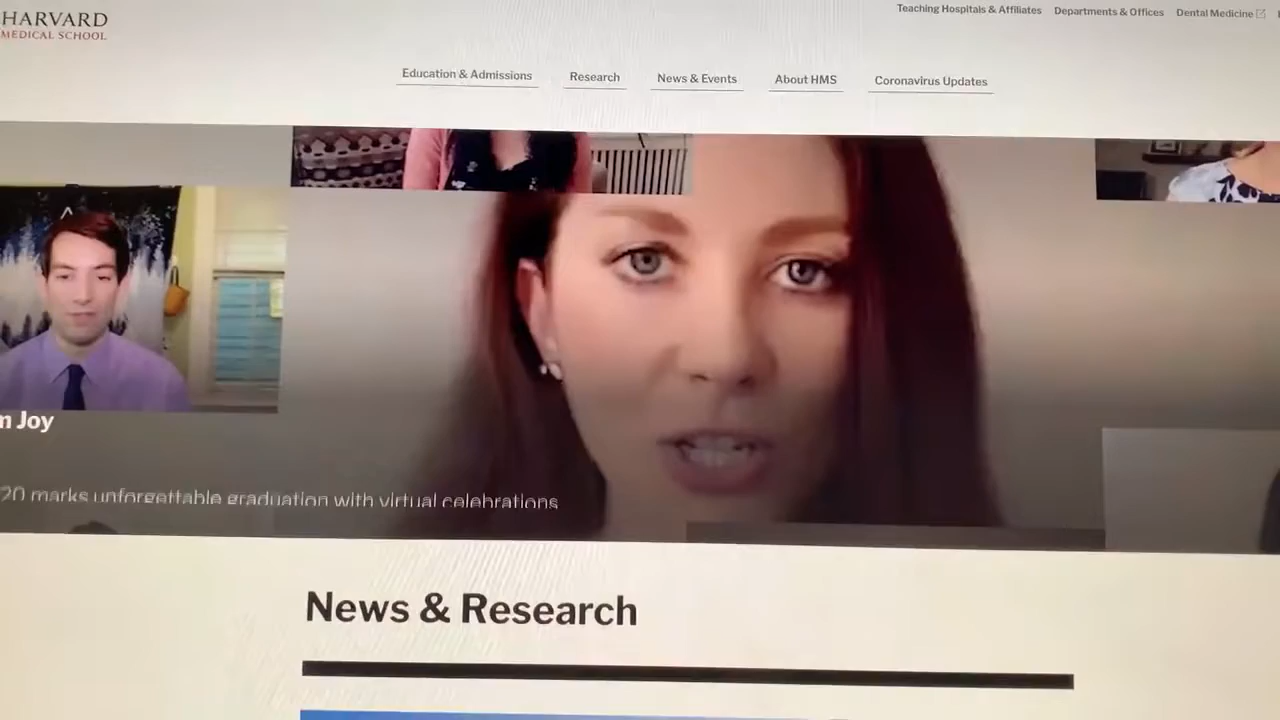 HARVARD
MEDICAL SCHOOL
Teaching Hospitals & Affiliates Departments & Offices Dental Medicine
Education & Admissions Research News & Events About HMS Coronavirus Updates
Joy
20 marks unforgettable graduation with virtual celebrations
News & Research